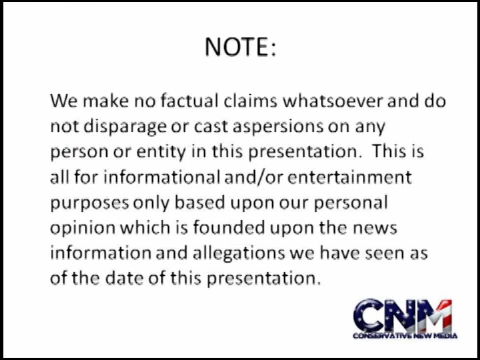 NOTE:
We make no factual claims whatsoever and do
not disparage or cast aspersions on any
person or entity in this presentation.  This is
all for informational and/or entertainment
purposes only based upon our personal
opinion which is founded upon the news
information and allegations we have seen as
of the date of this presentation.
CNM
CONSERVATIVE NEW MEDIA